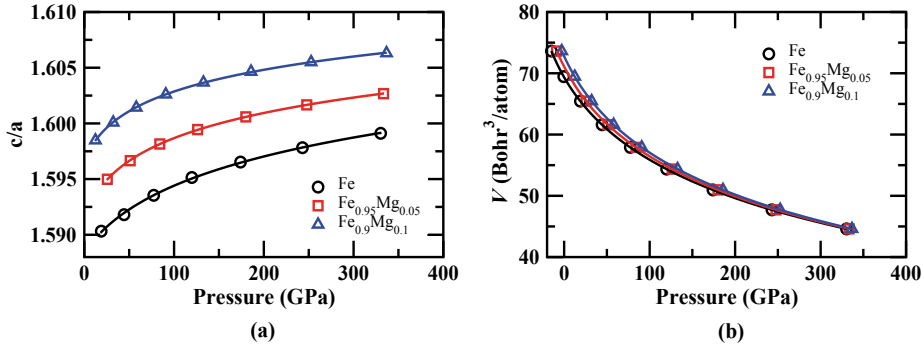 1.610
1.605
1.600
1.595
1.590
c/a
0
100
200
300
400
Pressure (GPa)
Fe
Fe0.95Mg0.05
Fe0.9Mg0.1
(a)
80
70
60
50
40
V (Bohr3/atom)
0
100
200
300
400
Pressure (GPa)
Fe
Fe0.95Mg0.05
Fe0.9Mg0.1
(b)